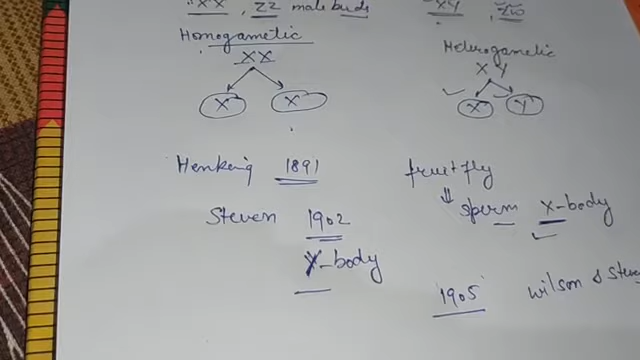 XX, ZZ male birds
XY, ZW
Homogametic
XX
X X
Heterogametic
XY
X Y
Henking 1891
fruit fly
sperm X-body
Steven 1902
Y-body
1905 Wilson &